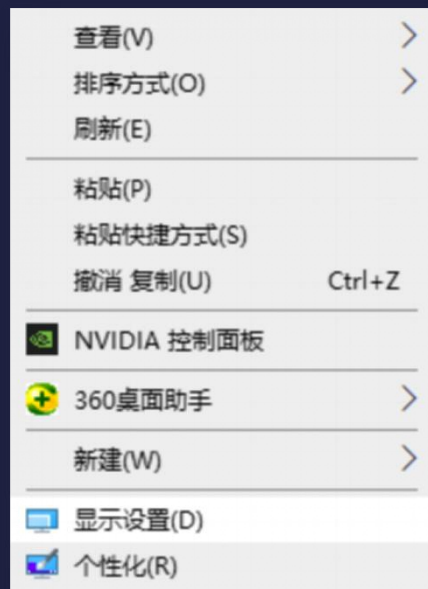 查看(V)
排序方式(O)
刷新(E)
粘贴(P)
粘贴快捷方式(S)
撤消 复制(U) Ctrl+Z
NVIDIA 控制面板
360桌面助手
新建(W)
显示设置(D)
个性化(R)